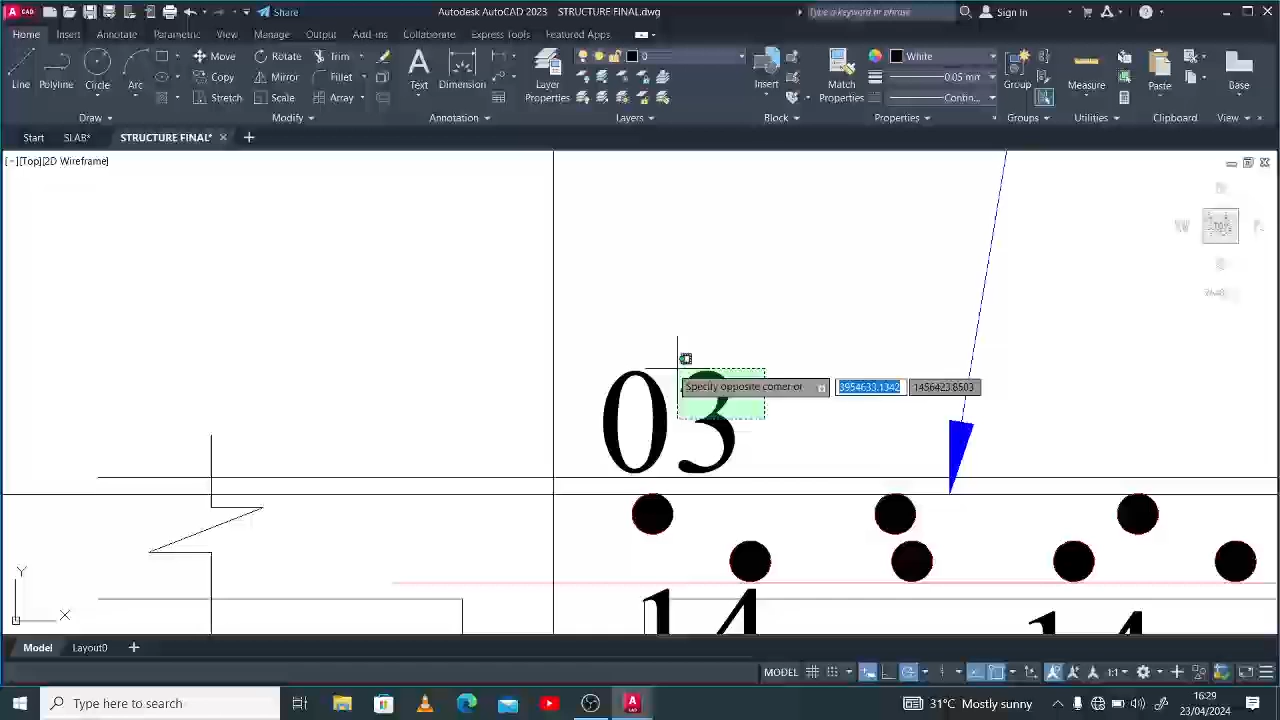 CAD
Share
Autodesk AutoCAD 2023 STRUCTURE FINAL.dwg
Type a keyword or phrase
Sign In
Home Insert Annotate Parametric View Manage Output Add-ins Collaborate Express Tools Featured Apps
Move Rotate Trim
Copy Mirror Fillet
Stretch Scale Array
Line Polyline Circle Arc
Text Dimension
Layer Properties
0
Insert
Match Properties
White
0.05 mm
Contin...
Group
Measure
Paste
Base
Draw Modify Annotation Layers Block Properties Groups Utilities Clipboard View
Start SLAB* STRUCTURE FINAL*
[−][Top][2D Wireframe]
TOP
W
03
Specify opposite corner or
3954633.1342
1456423.8503
14
14
Y
X
Model Layout0
MODEL
1:1
Type here to search
31°C Mostly sunny
16:29
23/04/2024